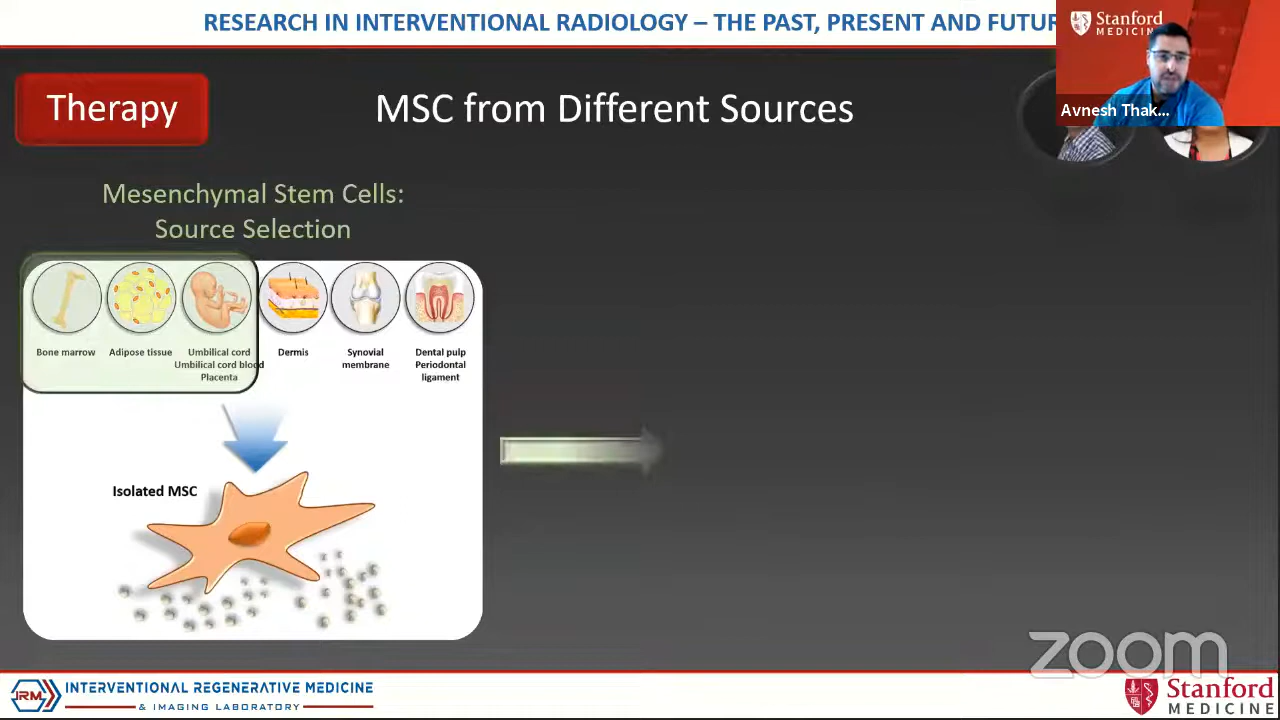 RESEARCH IN INTERVENTIONAL RADIOLOGY – THE PAST, PRESENT AND FUTUR
Stanford
MEDICINE
Avnesh Thak...
Therapy
MSC from Different Sources
Mesenchymal Stem Cells:
Source Selection
Bone marrow
Adipose tissue
Umbilical cord
Umbilical cord blood
Placenta
Dermis
Synovial
membrane
Dental pulp
Periodontal
ligament
Isolated MSC
zoom
IRM
INTERVENTIONAL REGENERATIVE MEDICINE
& IMAGING LABORATORY
Stanford
MEDICINE